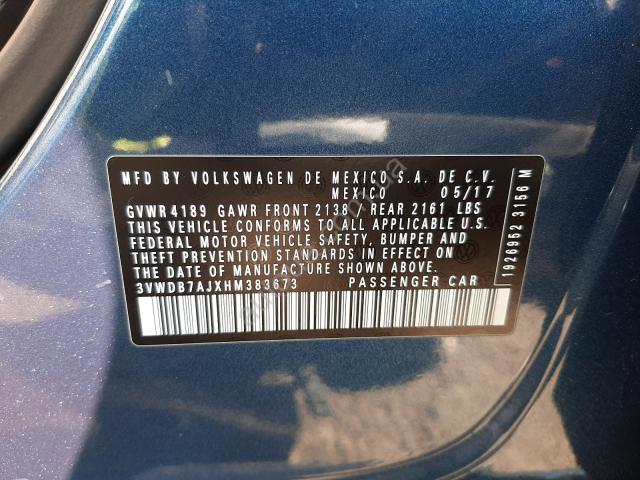 MFD BY VOLKSWAGEN DE MEXICO S.A. DE C.V.
MEXICO 05/17
GVWR 4189 GAWR FRONT 2138 REAR 2161 LBS
THIS VEHICLE CONFORMS TO ALL APPLICABLE U.S.
FEDERAL MOTOR VEHICLE SAFETY, BUMPER AND
THEFT PREVENTION STANDARDS IN EFFECT ON
THE DATE OF MANUFACTURE SHOWN ABOVE.
3VWDB7AJXHM383673 PASSENGER CAR
1926952 3156 M